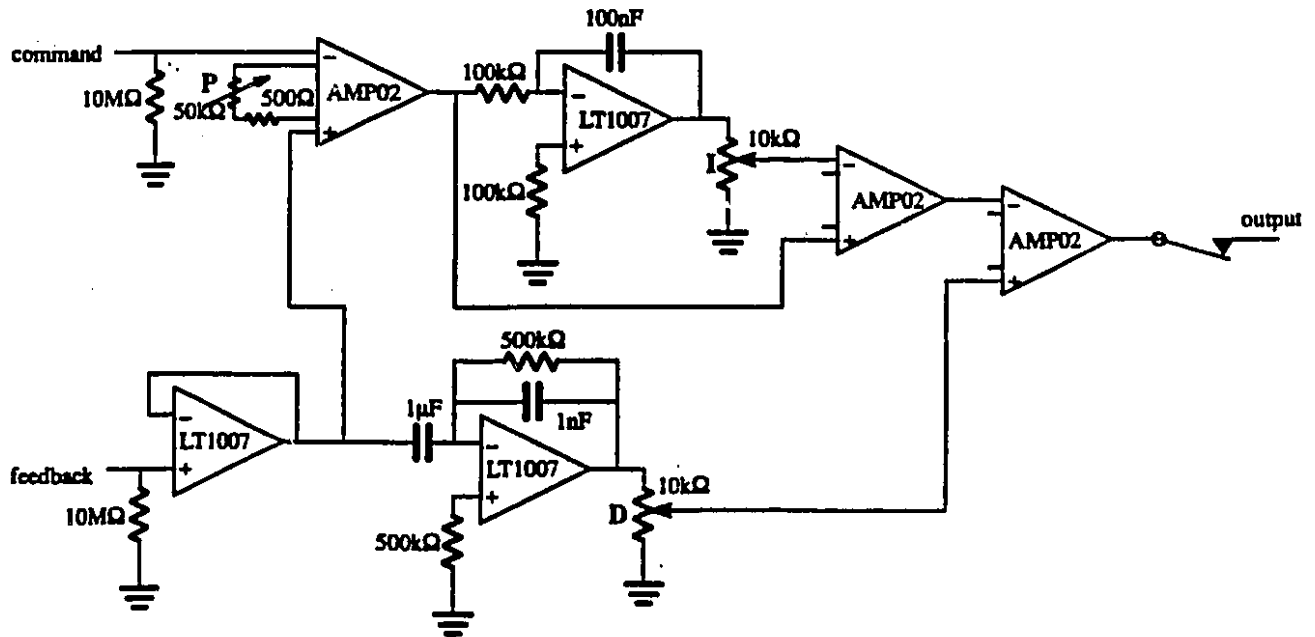 100nF
command
P
50kΩ
500Ω
10MΩ
-
+
AMP02
100kΩ
-
+
LT1007
100kΩ
10kΩ
I
-
+
AMP02
-
+
AMP02
output
500kΩ
1nF
1µF
-
+
LT1007
feedback
10MΩ
-
+
LT1007
500kΩ
10kΩ
D